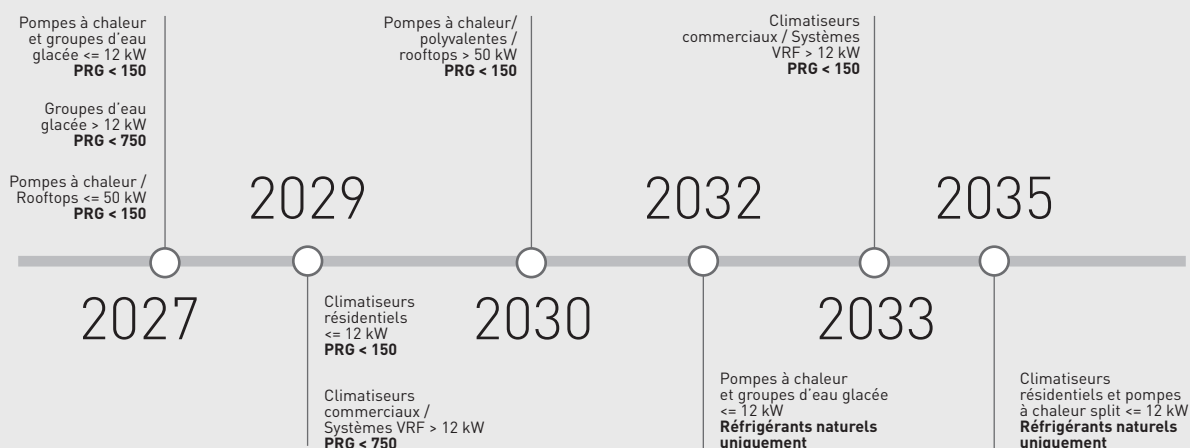 Pompes à chaleur
et groupes d'eau
glacée <= 12 kW
PRG < 150
Groupes d'eau
glacée > 12 kW
PRG < 750
Pompes à chaleur /
Rooftops <= 50 kW
PRG < 150
2027
2029
Climatiseurs
résidentiels
<= 12 kW
PRG < 150
Climatiseurs
commerciaux /
Systèmes VRF > 12 kW
PRG < 750
Pompes à chaleur/
polyvalentes /
rooftops > 50 kW
PRG < 150
2030
2032
Pompes à chaleur
et groupes d'eau glacée
<= 12 kW
Réfrigérants naturels
uniquement
Climatiseurs
commerciaux / Systèmes
VRF > 12 kW
PRG < 150
2033
2035
Climatiseurs
résidentiels et pompes
à chaleur split <= 12 kW
Réfrigérants naturels
uniquement